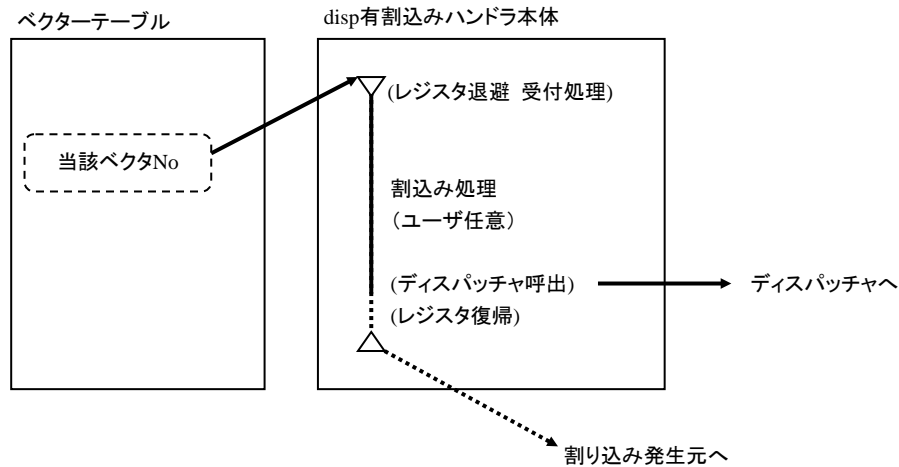 ベクターテーブル
disp有割込みハンドラ本体
(レジスタ退避 受付処理)
当該ベクタNo
割込み処理
（ユーザ任意）
(ディスパッチャ呼出)
ディスパッチャへ
(レジスタ復帰)
割り込み発生元へ